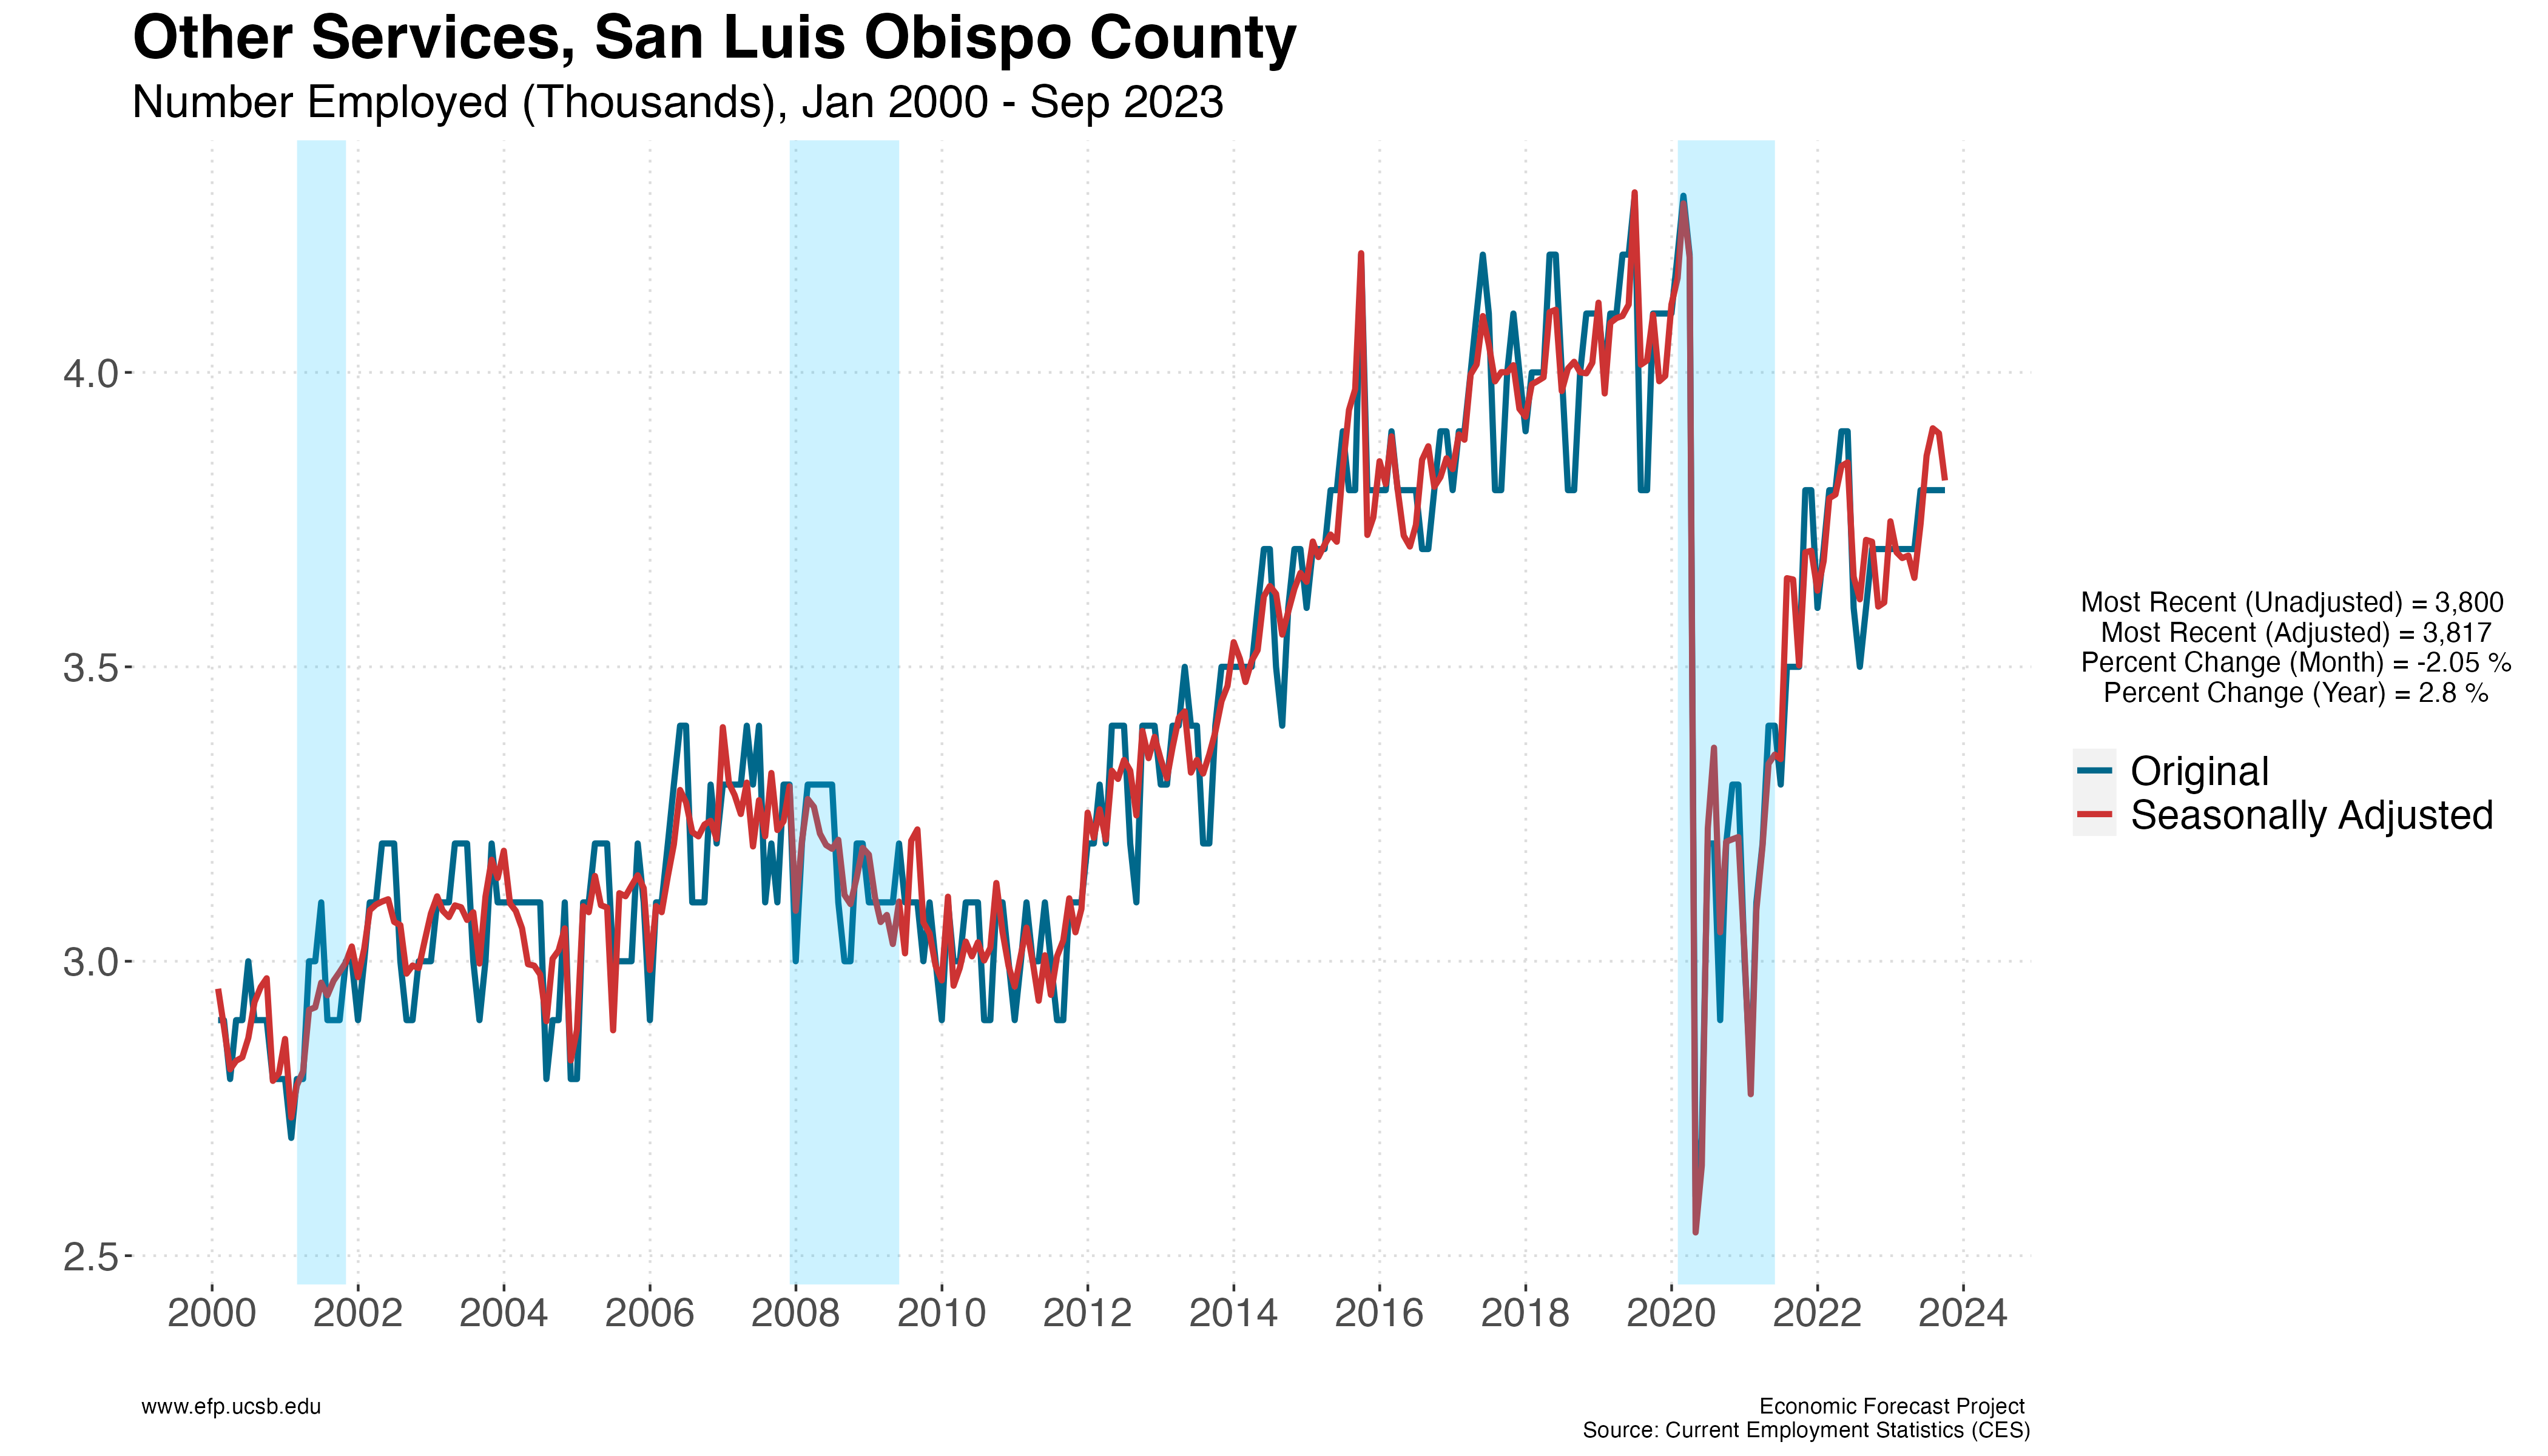 Other Services, San Luis Obispo County
Number Employed (Thousands), Jan 2000 - Sep 2023
4.0
3.5
3.0
2.5
2000 2002 2004 2006 2008 2010 2012 2014 2016 2018 2020 2022 2024
Most Recent (Unadjusted) = 3,800
Most Recent (Adjusted) = 3,817
Percent Change (Month) = -2.05 %
Percent Change (Year) = 2.8 %
Original
Seasonally Adjusted
www.efp.ucsb.edu
Economic Forecast Project
Source: Current Employment Statistics (CES)